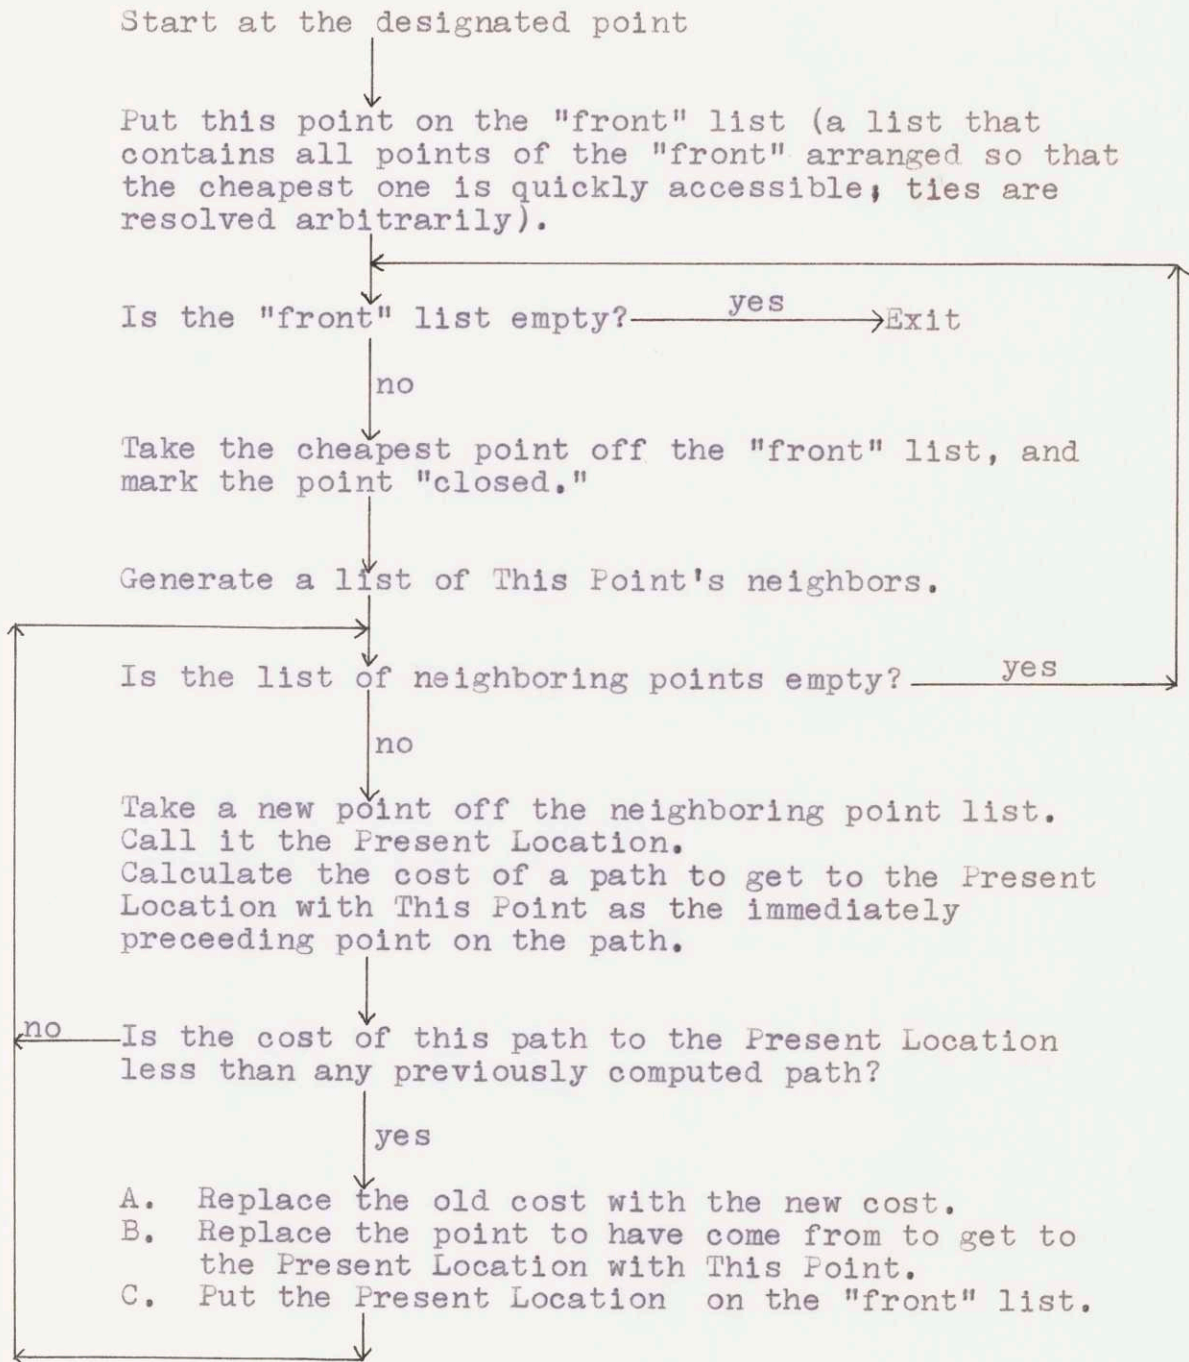 Start at the designated point
Put this point on the "front" list (a list that
contains all points of the "front" arranged so that
the cheapest one is quickly accessible; ties are
resolved arbitrarily).
Is the "front" list empty? yes Exit
no
Take the cheapest point off the "front" list, and
mark the point "closed."
Generate a list of This Point's neighbors.
Is the list of neighboring points empty? yes
no
Take a new point off the neighboring point list.
Call it the Present Location.
Calculate the cost of a path to get to the Present
Location with This Point as the immediately
preceeding point on the path.
no Is the cost of this path to the Present Location
less than any previously computed path?
yes
A. Replace the old cost with the new cost.
B. Replace the point to have come from to get to
the Present Location with This Point.
C. Put the Present Location on the "front" list.